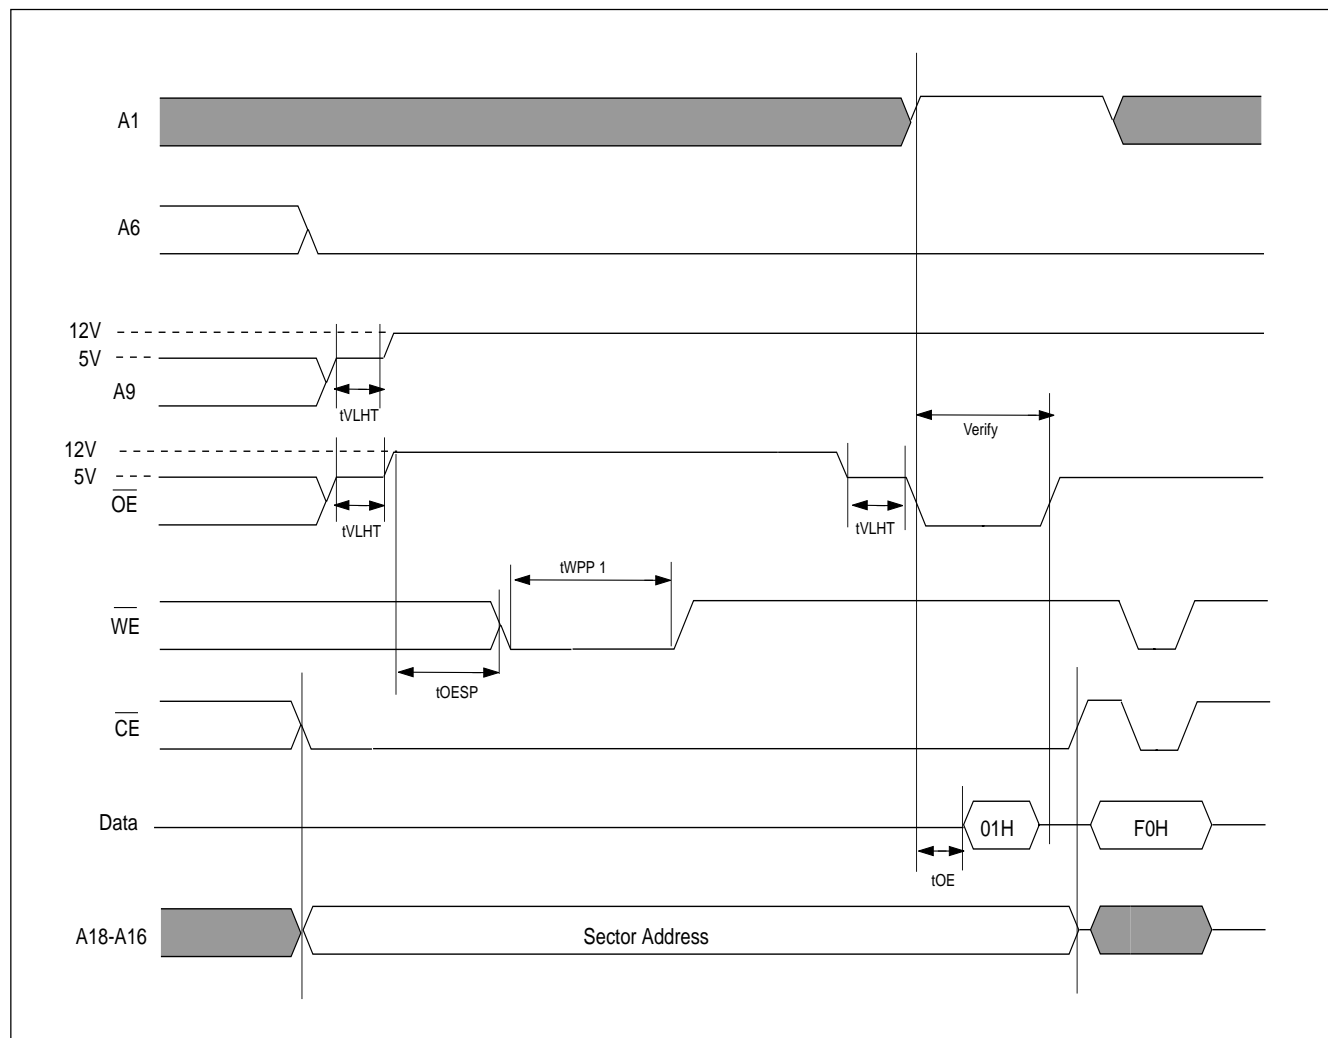 A1
A6
12V
5V
A9
tVLHT
Verify
12V
5V
OE
tVLHT
tVLHT
tWPP 1
WE
tOESP
CE
Data
01H
F0H
tOE
A18-A16
Sector Address